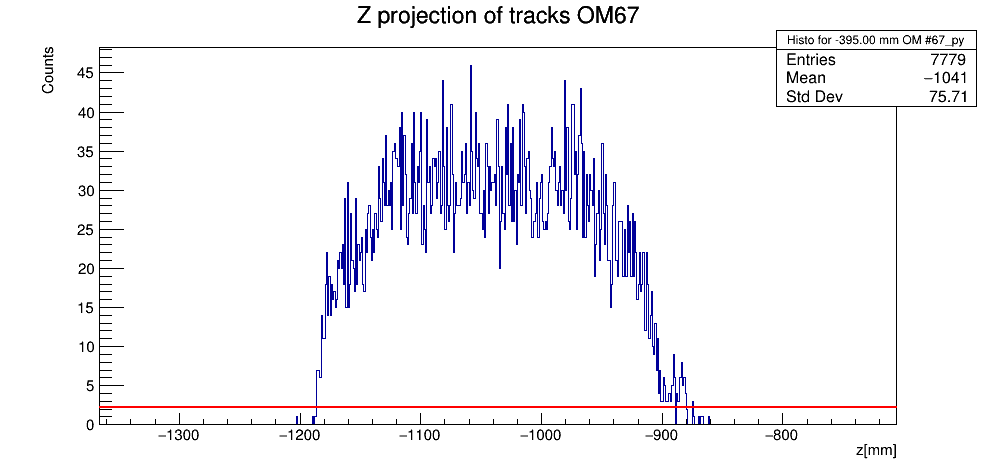 Z projection of tracks OM67
Histo for -395.00 mm OM #67_py
Entries 7779
Mean −1041
Std Dev 75.71
Counts
45
40
35
30
25
20
15
10
5
0
−1300 −1200 −1100 −1000 −900 −800
z[mm]